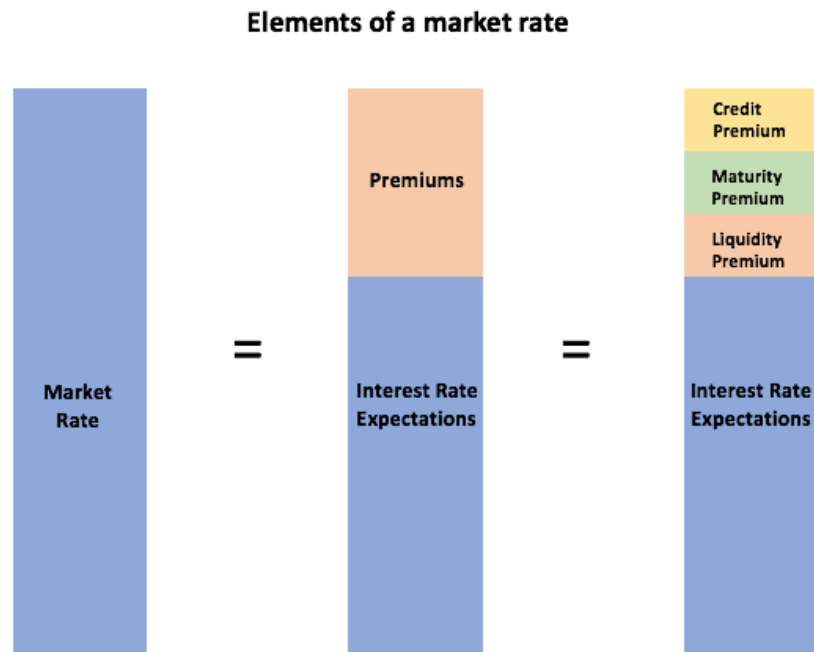 Elements of a market rate
Market
Rate
=
Premiums
Interest Rate
Expectations
=
Credit
Premium
Maturity
Premium
Liquidity
Premium
Interest Rate
Expectations